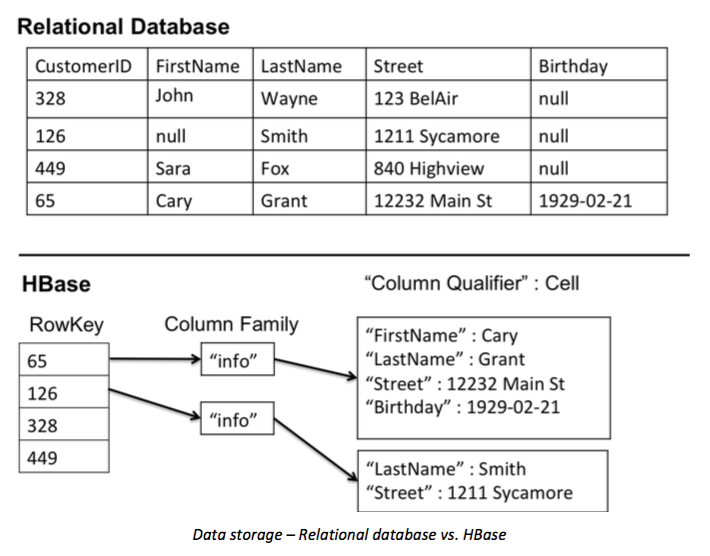 Relational Database
CustomerID FirstName LastName Street Birthday
328 John Wayne 123 BelAir null
126 null Smith 1211 Sycamore null
449 Sara Fox 840 Highview null
65 Cary Grant 12232 Main St 1929-02-21
HBase
“Column Qualifier” : Cell
RowKey
Column Family
65
126
328
449
“info”
“info”
“FirstName” : Cary
“LastName” : Grant
“Street” : 12232 Main St
“Birthday” : 1929-02-21
“LastName” : Smith
“Street” : 1211 Sycamore
Data storage – Relational database vs. HBase